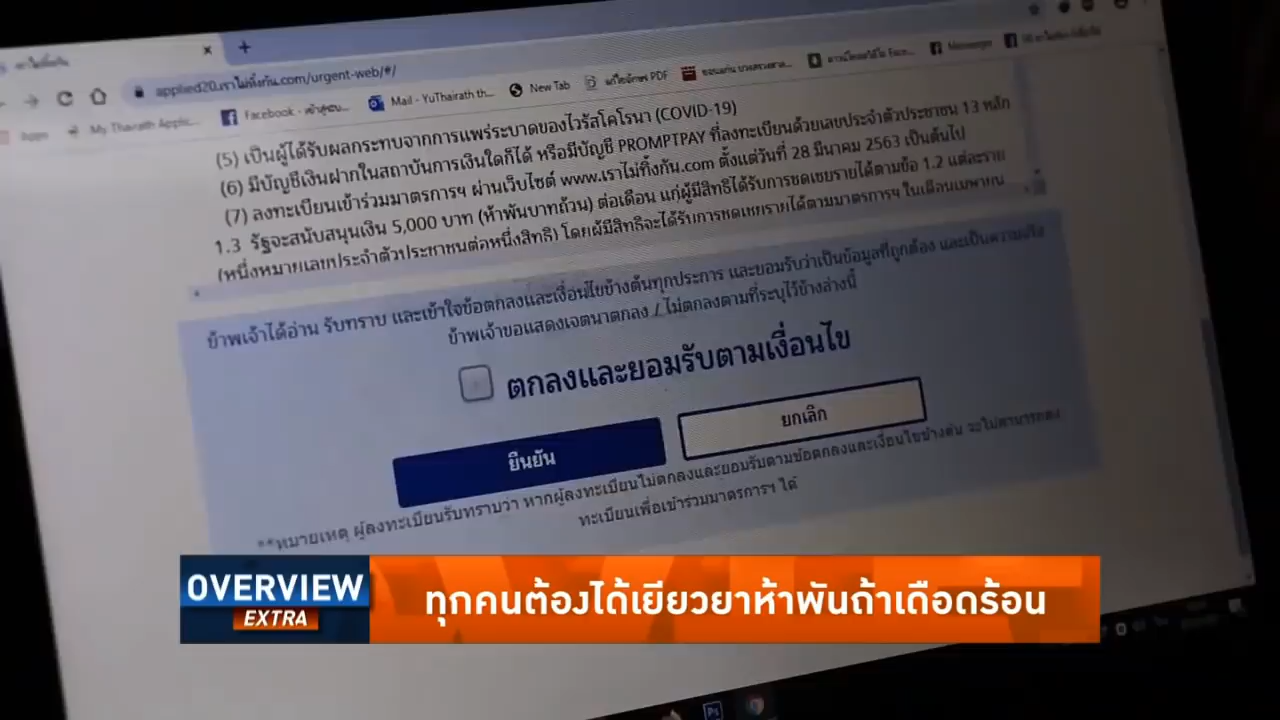 applied20.เราไม่ทิ้งกัน.com/urgent-web/#/
Apps My Thairath Applic... Facebook - เข้าสู่ระบ... Mail - YuThairath th... New Tab แก้ไขอักษร PDF Messenger
(5) เป็นผู้ได้รับผลกระทบจากการแพร่ระบาดของไวรัสโคโรนา (COVID-19)
(6) มีบัญชีเงินฝากในสถาบันการเงินใดก็ได้ หรือมีบัญชี PROMPTPAY ที่ลงทะเบียนด้วยเลขประจำตัวประชาชน 13 หลัก
(7) ลงทะเบียนเข้าร่วมมาตรการฯ ผ่านเว็บไซต์ www.เราไม่ทิ้งกัน.com ตั้งแต่วันที่ 28 มีนาคม 2563 เป็นต้นไป
1.3 รัฐจะสนับสนุนเงิน 5,000 บาท (ห้าพันบาทถ้วน) ต่อเดือน แก่ผู้มีสิทธิได้รับการชดเชยรายได้ตามข้อ 1.2 แต่ละราย
(หนึ่งหมายเลขประจำตัวประชาชนต่อหนึ่งสิทธิ) โดยผู้มีสิทธิจะได้รับการชดเชยรายได้ตามมาตรการฯ ในเดือนเมษายน
ข้าพเจ้าได้อ่าน รับทราบ และเข้าใจข้อตกลงและเงื่อนไขข้างต้นทุกประการ และยอมรับว่าเป็นข้อมูลที่ถูกต้อง และเป็นความจริง
ข้าพเจ้าขอแสดงเจตนาตกลง / ไม่ตกลงตามที่ระบุไว้ข้างล่างนี้
ตกลงและยอมรับตามเงื่อนไข
ยืนยัน ยกเลิก
**หมายเหตุ ผู้ลงทะเบียนรับทราบว่า หากผู้ลงทะเบียนไม่ตกลงและยอมรับตามข้อตกลงและเงื่อนไขข้างต้น จะไม่สามารถลง
ทะเบียนเพื่อเข้าร่วมมาตรการฯ ได้
OVERVIEW
EXTRA
ทุกคนต้องได้เยียวยาห้าพันถ้าเดือดร้อน
Ps